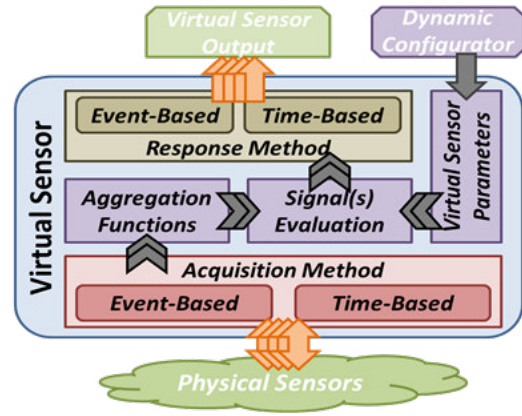 Virtual Sensor
Output
Dynamic
Configurator
Virtual Sensor
Event-Based
Time-Based
Response Method
Virtual Sensor
Parameters
Aggregation
Functions
Signal(s)
Evaluation
Acquisition Method
Event-Based
Time-Based
Physical Sensors